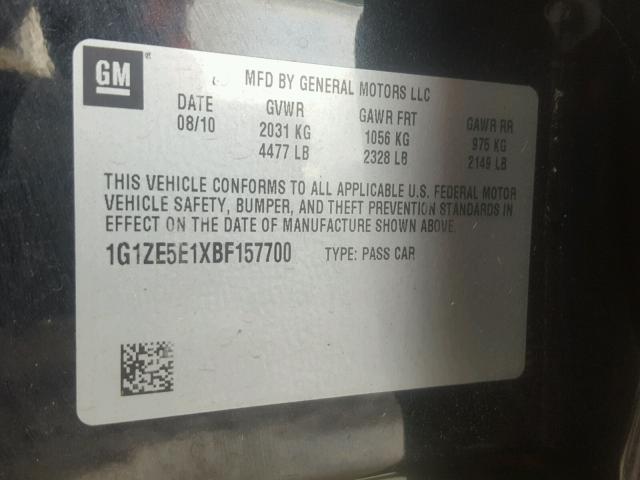 GM
MFD BY GENERAL MOTORS LLC
DATE GVWR GAWR FRT GAWR RR
08/10 2031 KG 1056 KG 975 KG
4477 LB 2328 LB 2149 LB
THIS VEHICLE CONFORMS TO ALL APPLICABLE U.S. FEDERAL MOTOR
VEHICLE SAFETY, BUMPER, AND THEFT PREVENTION STANDARDS IN
EFFECT ON THE DATE OF MANUFACTURE SHOWN ABOVE.
1G1ZE5E1XBF157700 TYPE: PASS CAR